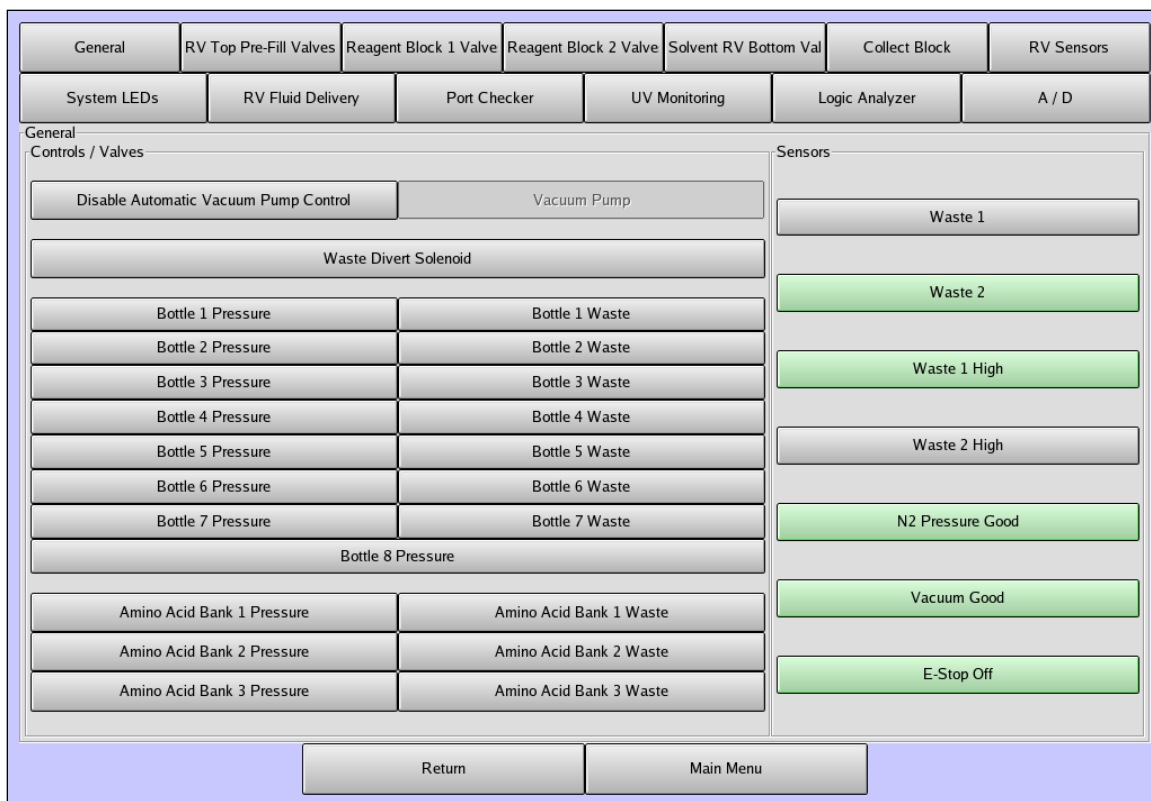 General RV Top Pre-Fill Valves Reagent Block 1 Valve Reagent Block 2 Valve Solvent RV Bottom Val Collect Block RV Sensors
System LEDs RV Fluid Delivery Port Checker UV Monitoring Logic Analyzer A / D
General
Controls / Valves
Disable Automatic Vacuum Pump Control Vacuum Pump
Waste Divert Solenoid
Bottle 1 Pressure Bottle 1 Waste
Bottle 2 Pressure Bottle 2 Waste
Bottle 3 Pressure Bottle 3 Waste
Bottle 4 Pressure Bottle 4 Waste
Bottle 5 Pressure Bottle 5 Waste
Bottle 6 Pressure Bottle 6 Waste
Bottle 7 Pressure Bottle 7 Waste
Bottle 8 Pressure
Amino Acid Bank 1 Pressure Amino Acid Bank 1 Waste
Amino Acid Bank 2 Pressure Amino Acid Bank 2 Waste
Amino Acid Bank 3 Pressure Amino Acid Bank 3 Waste
Sensors
Waste 1
Waste 2
Waste 1 High
Waste 2 High
N2 Pressure Good
Vacuum Good
E-Stop Off
Return Main Menu